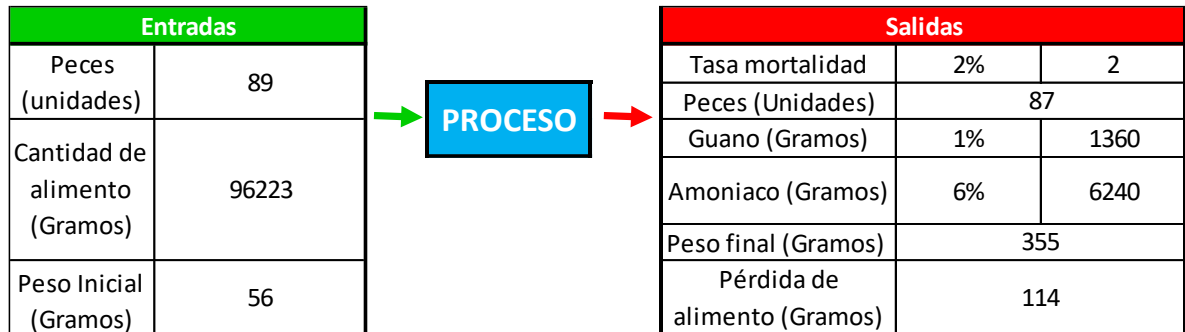 Entradas
Peces
(unidades)
89
Cantidad de
alimento
(Gramos)
96223
Peso Inicial
(Gramos)
56
PROCESO
Salidas
Tasa mortalidad 2% 2
Peces (Unidades) 87
Guano (Gramos) 1% 1360
Amoniaco (Gramos) 6% 6240
Peso final (Gramos) 355
Pérdida de
alimento (Gramos)
114